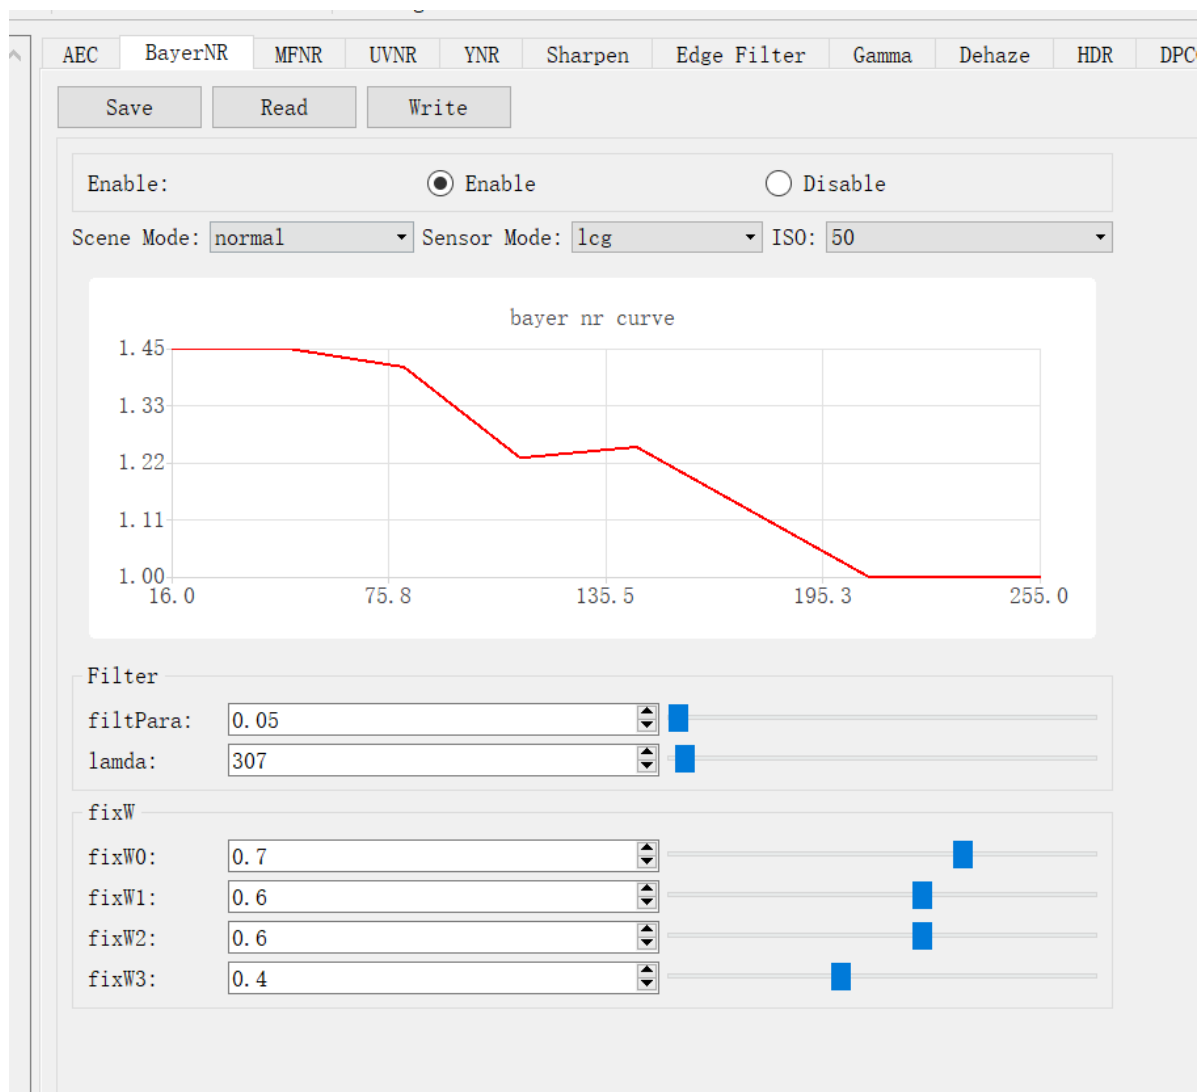 AEC BayerNR MFNR UVNR YNR Sharpen Edge Filter Gamma Dehaze HDR
Save Read Write
Enable: Enable Disable
Scene Mode: normal Sensor Mode: lcg ISO: 50
bayer nr curve
1.45
1.33
1.22
1.11
1.00
16.0 75.8 135.5 195.3 255.0
Filter
filtPara: 0.05
lamda: 307
fixW
fixW0: 0.7
fixW1: 0.6
fixW2: 0.6
fixW3: 0.4